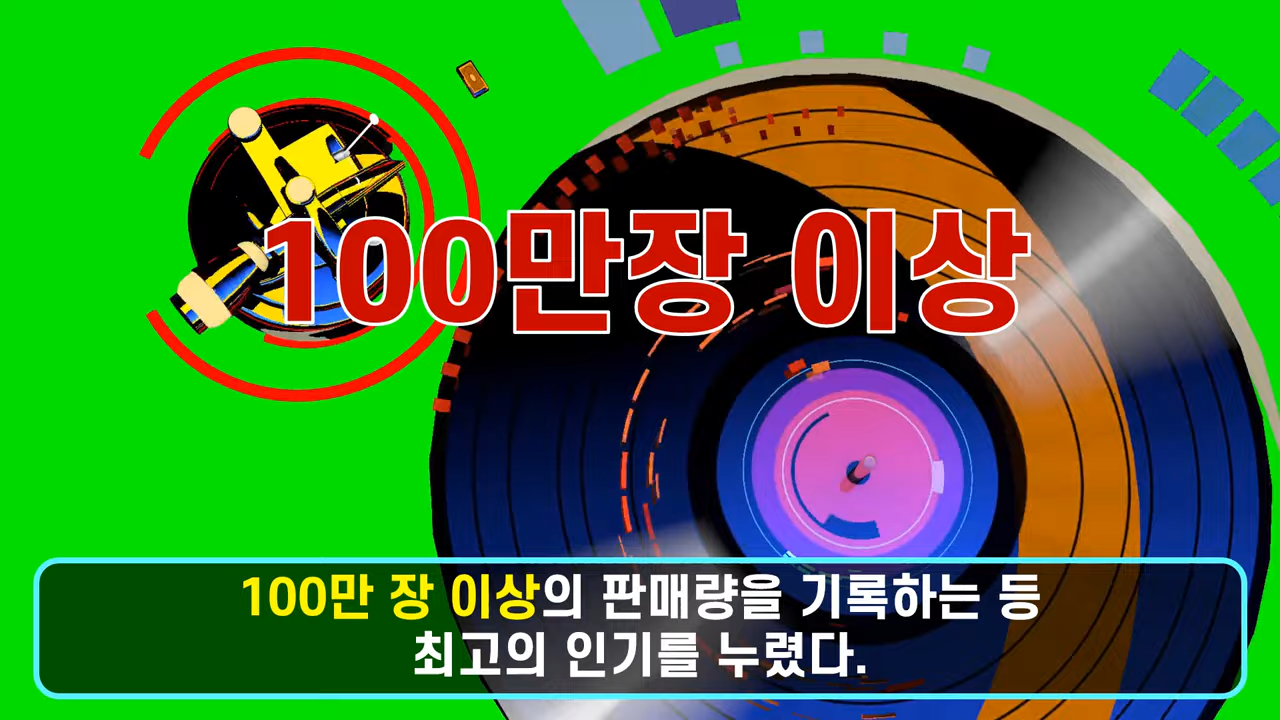 100만장 이상
100만 장 이상의 판매량을 기록하는 등
최고의 인기를 누렸다.